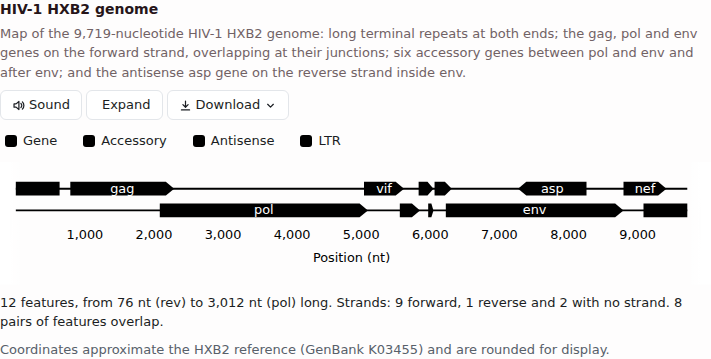 HIV-1 HXB2 genome
Map of the 9,719-nucleotide HIV-1 HXB2 genome: long terminal repeats at both ends; the gag, pol and env
genes on the forward strand, overlapping at their junctions; six accessory genes between pol and env and
after env; and the antisense asp gene on the reverse strand inside env.
Sound Expand Download
Gene Accessory Antisense LTR
gag vif asp nef
pol env
1,000 2,000 3,000 4,000 5,000 6,000 7,000 8,000 9,000
Position (nt)
12 features, from 76 nt (rev) to 3,012 nt (pol) long. Strands: 9 forward, 1 reverse and 2 with no strand. 8
pairs of features overlap.
Coordinates approximate the HXB2 reference (GenBank K03455) and are rounded for display.